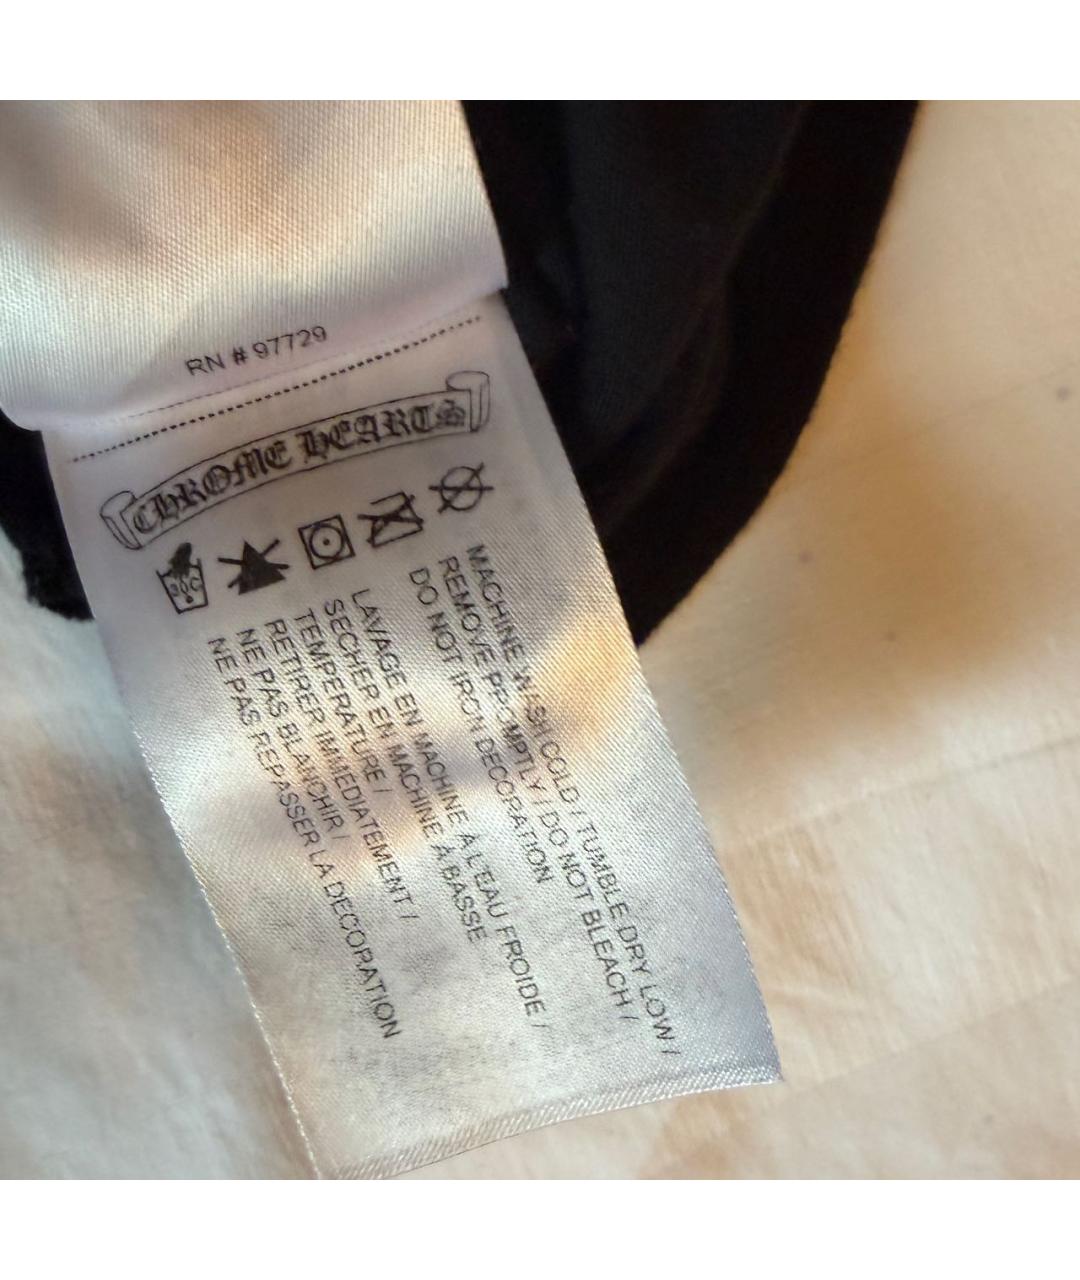 RN # 97729
CHROME HEARTS
MACHINE WASH COLD / TUMBLE DRY LOW /
REMOVE PROMPTLY / DO NOT BLEACH /
DO NOT IRON DECORATION
LAVAGE EN MACHINE À L'EAU FROIDE /
SECHER EN MACHINE À BASSE
TEMPERATURE /
RETIRER IMMÉDIATEMENT /
NE PAS BLANCHIR /
NE PAS REPASSER LA DECORATION